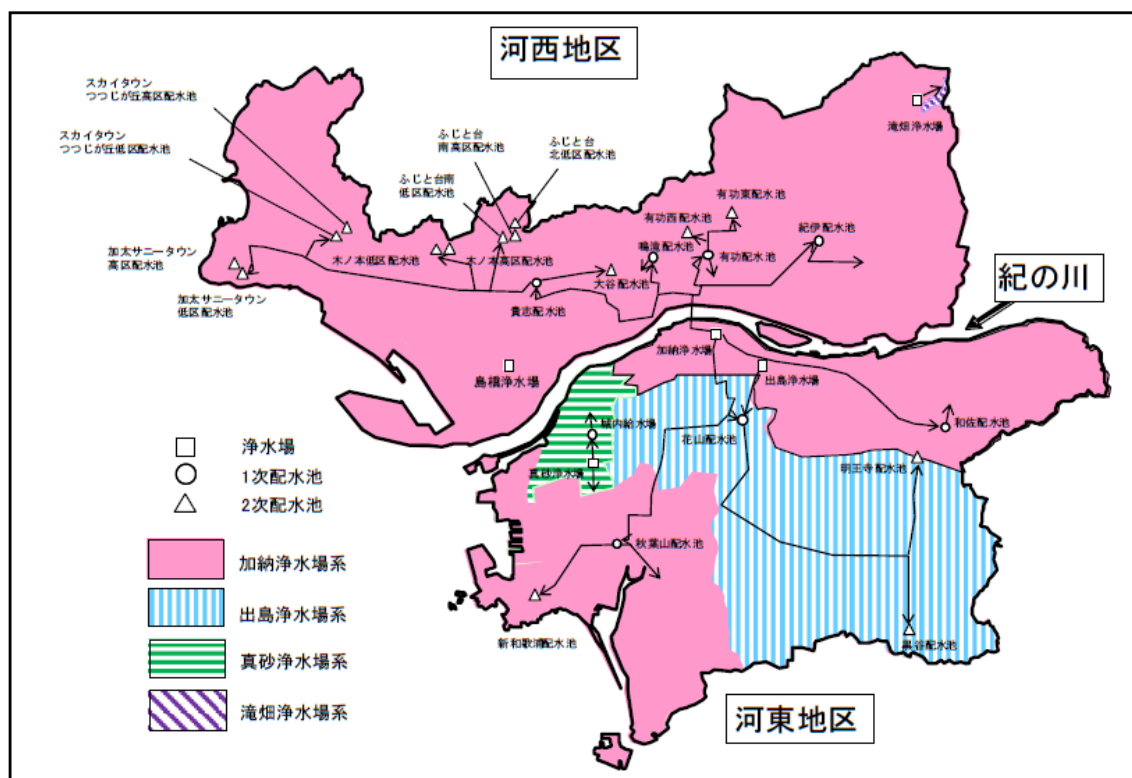 河西地区
スカイタウン
つつじが丘高区配水池
スカイタウン
つつじが丘低区配水池
ふじと台
南高区配水池
ふじと台
北低区配水池
ふじと台南
低区配水池
滝畑浄水場
有功東配水池
有功西配水池
紀伊配水池
鳴滝配水池
有功配水池
加太サニータウン
高区配水池
木ノ本低区配水池
木ノ本高区配水池
大谷配水池
加太サニータウン
低区配水池
貴志配水池
紀の川
加納浄水場
島橋浄水場
出島浄水場
城内給水場
花山配水池
和佐配水池
真砂浄水場
明王寺配水池
浄水場
1次配水池
2次配水池
秋葉山配水池
加納浄水場系
出島浄水場系
新和歌浦配水池
黒谷配水池
真砂浄水場系
滝畑浄水場系
河東地区